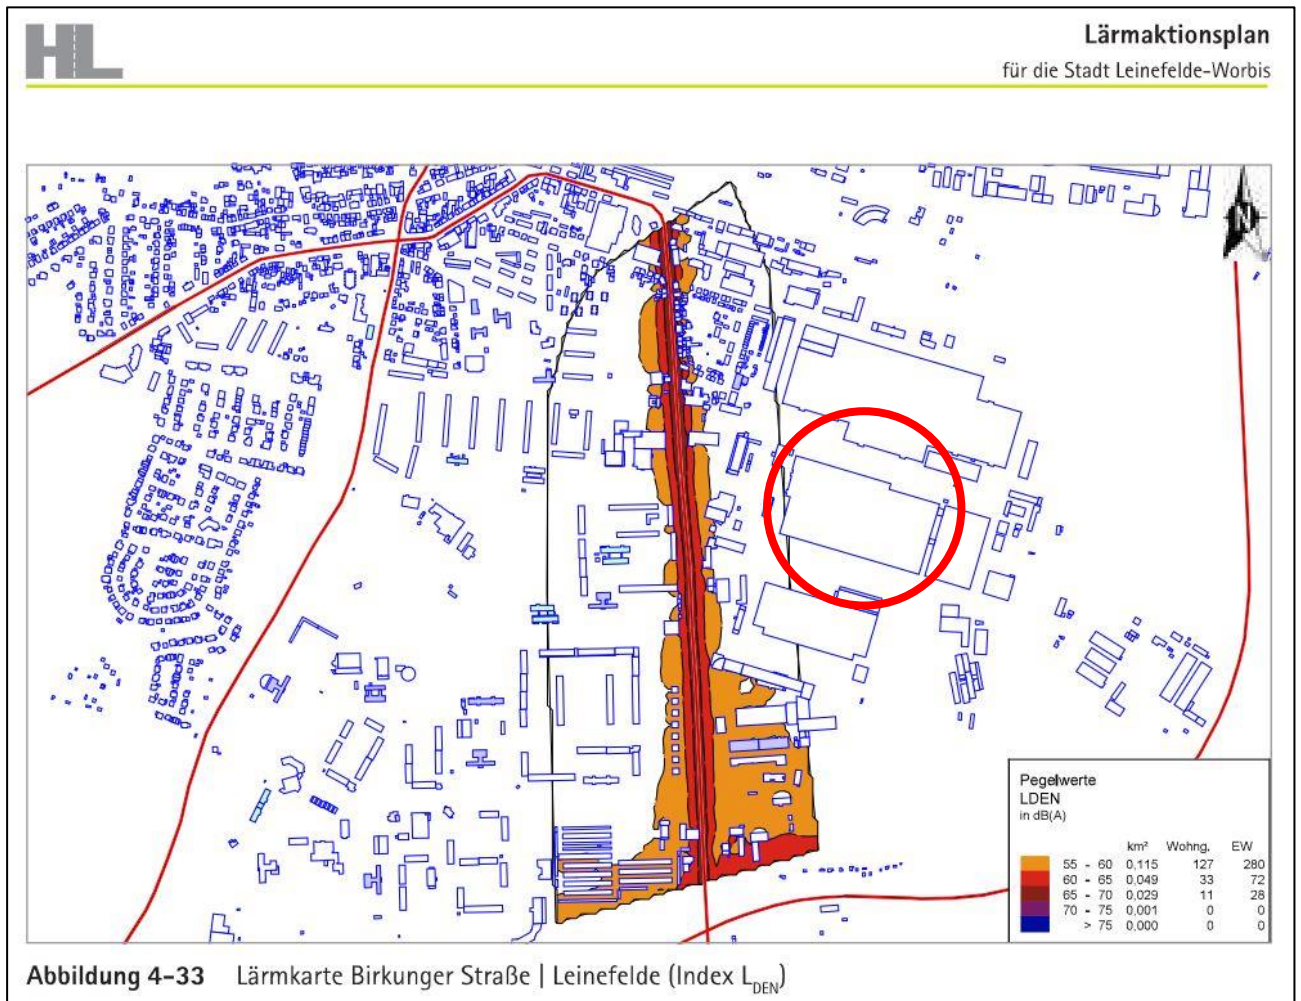 HL
Lärmaktionsplan
für die Stadt Leinefelde-Worbis
N
Pegelwerte
LDEN
in dB(A)
km² Wohng. EW
55 - 60 0,115 127 280
60 - 65 0,049 33 72
65 - 70 0,029 11 28
70 - 75 0,001 0 0
> 75 0,000 0 0
Abbildung 4-33 Lärmkarte Birkunger Straße | Leinefelde (Index LDEN)